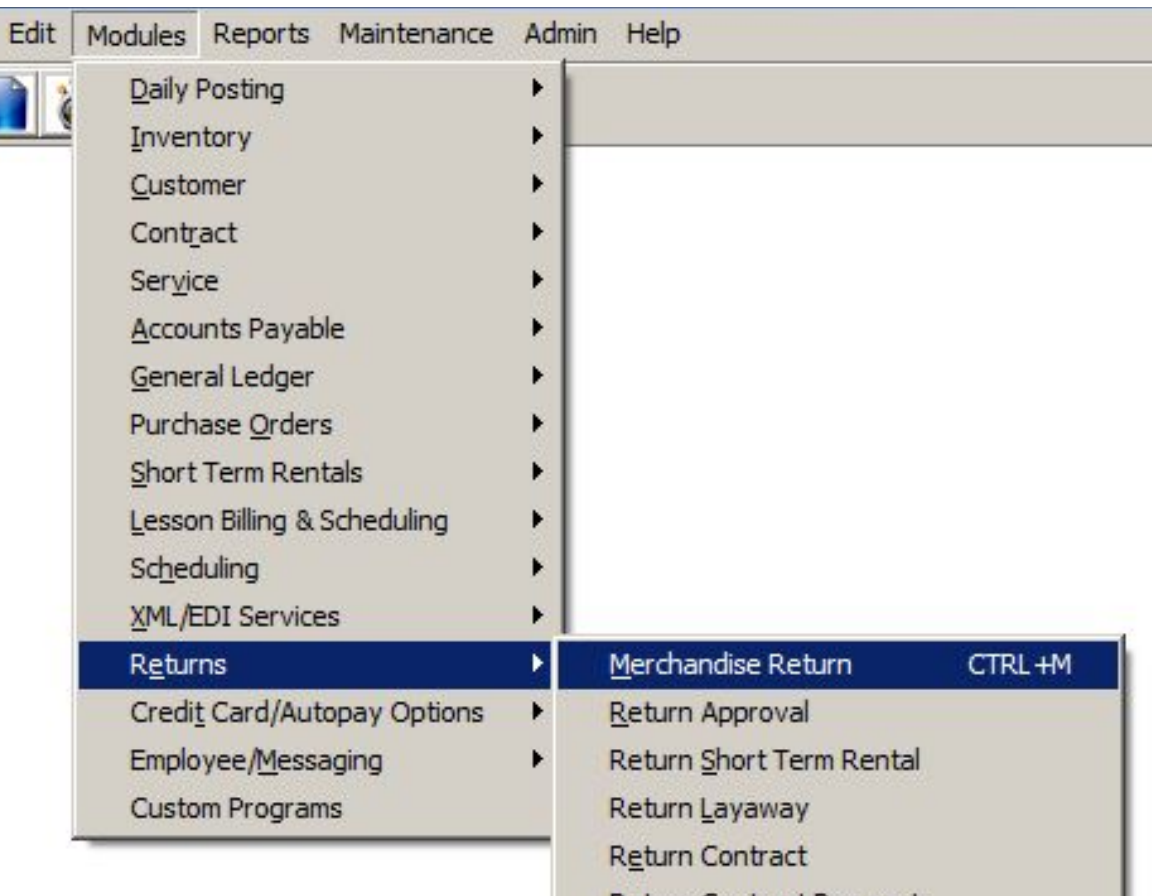 Edit Modules Reports Maintenance Admin Help
Daily Posting
Inventory
Customer
Contract
Service
Accounts Payable
General Ledger
Purchase Orders
Short Term Rentals
Lesson Billing & Scheduling
Scheduling
XML/EDI Services
Returns
Merchandise Return CTRL+M
Credit Card/Autopay Options
Return Approval
Employee/Messaging
Return Short Term Rental
Custom Programs
Return Layaway
Return Contract